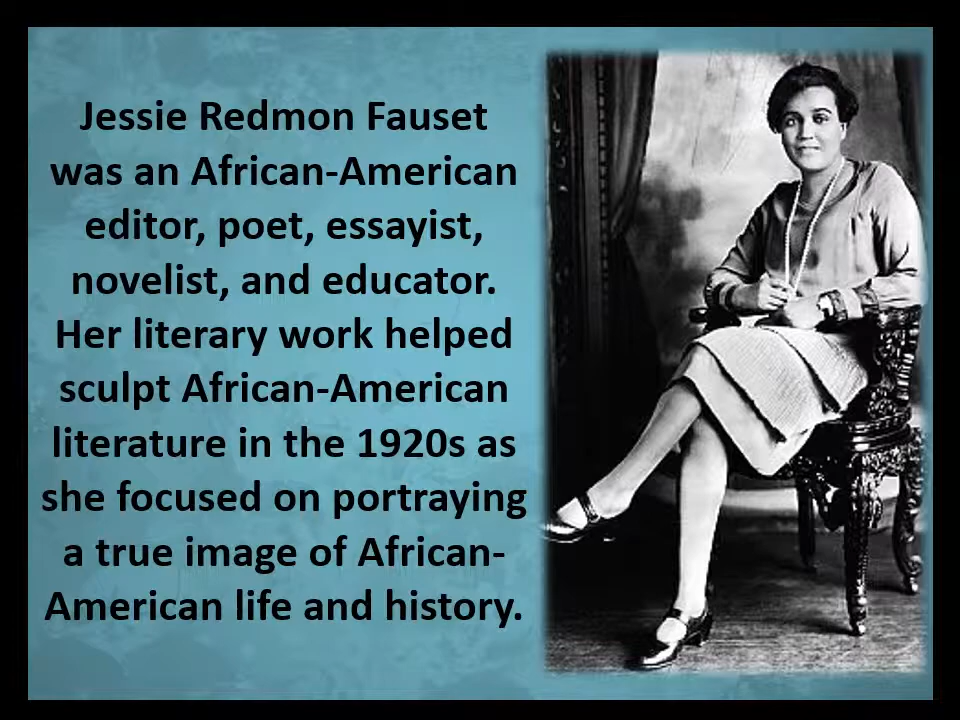 Jessie Redmon Fauset
was an African-American
editor, poet, essayist,
novelist, and educator.
Her literary work helped
sculpt African-American
literature in the 1920s as
she focused on portraying
a true image of African-
American life and history.